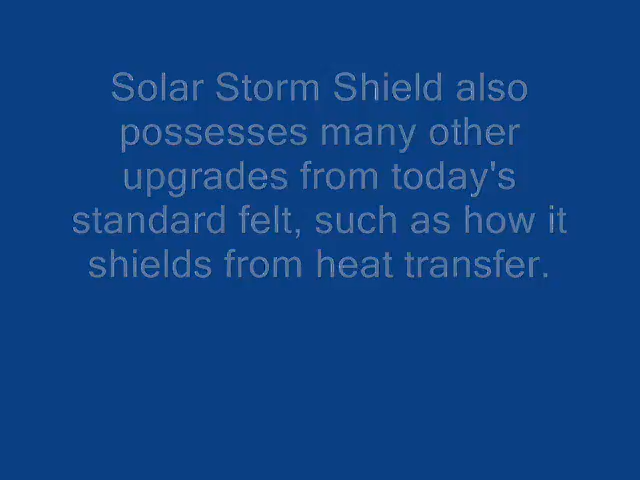 Solar Storm Shield also
possesses many other
upgrades from today's
standard felt, such as how it
shields from heat transfer.